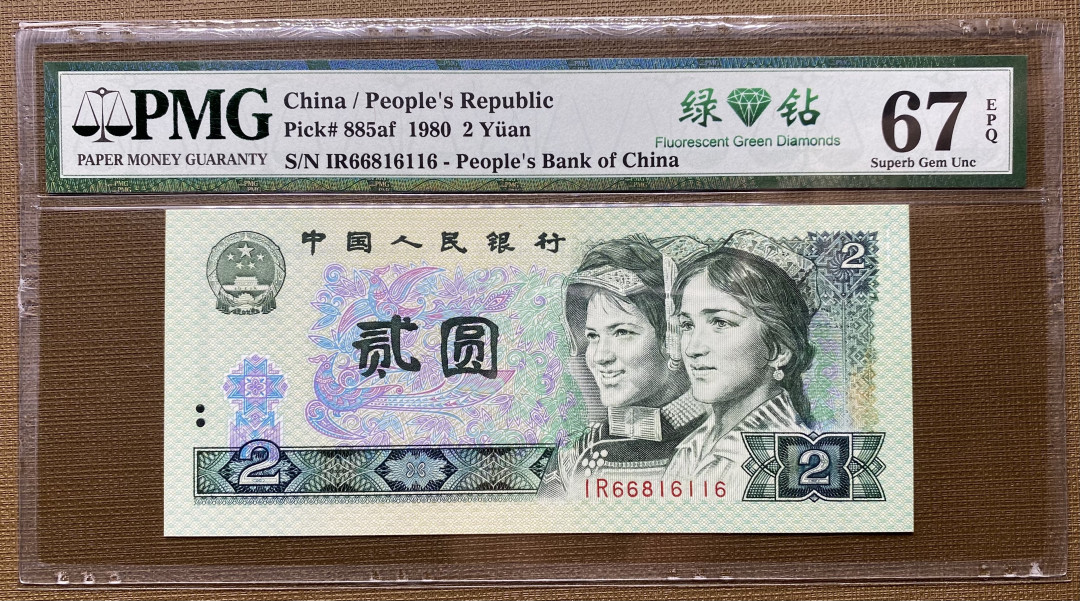 PMG
PAPER MONEY GUARANTY
China / People's Republic
Pick# 885af 1980 2 Yüan
S/N IR66816116 - People's Bank of China
绿 钻
Fluorescent Green Diamonds
67
EPQ
Superb Gem Unc
中国人民银行
2
贰圆
2
IR66816116
2